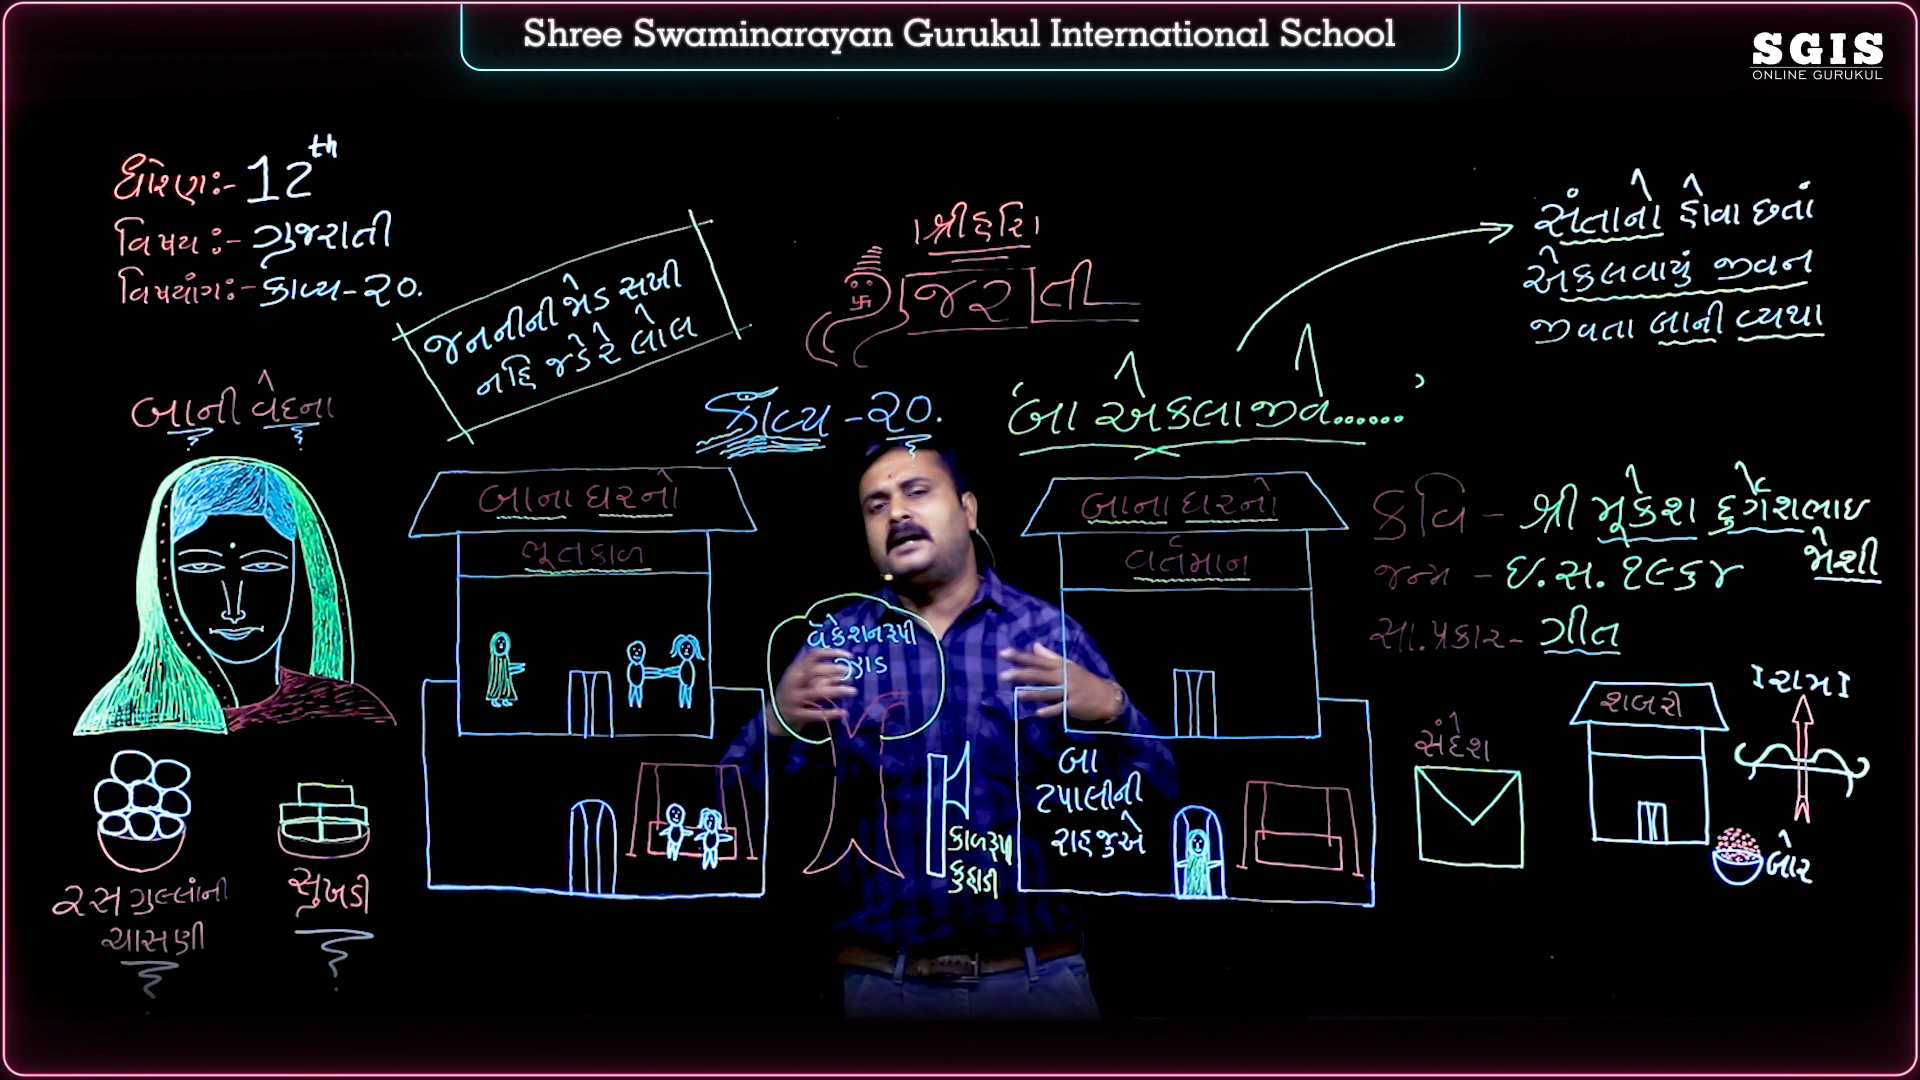 Shree Swaminarayan Gurukul International School
SGIS
ONLINE GURUKUL
ધોરણઃ- 12th
વિષયઃ- ગુજરાતી
વિષયાંગઃ- કાવ્ય-૨૦.
જનનીની જોડ સખી
નહિ જડે રે લોલ
।શ્રીહરિ।
જરાતી
સંતાનો હોવા છતાં
એકલવાયું જીવન
જીવતા બાની વ્યથા
બાની વેદના
કાવ્ય-૨૦.
‘બા એકલા જીવે......’
બાના ઘરનો
ભૂતકાળ
બાના ઘરનો
વર્તમાન
કવિ - શ્રી મૂકેશ દુર્ગેશભાઇ
જોશી
જન્મ - ઇ.સ. ૧૯૬૪
સા.પ્રકાર- ગીત
વૅકેશનરૂપી
ઝાડ
કાળરૂપી
કુહાડી
બા
ટપાલીની
રાહજુએ
સંદેશ
શબરી
।રામ।
બોર
રસગુલ્લાંની
ચાસણી
સુખડી